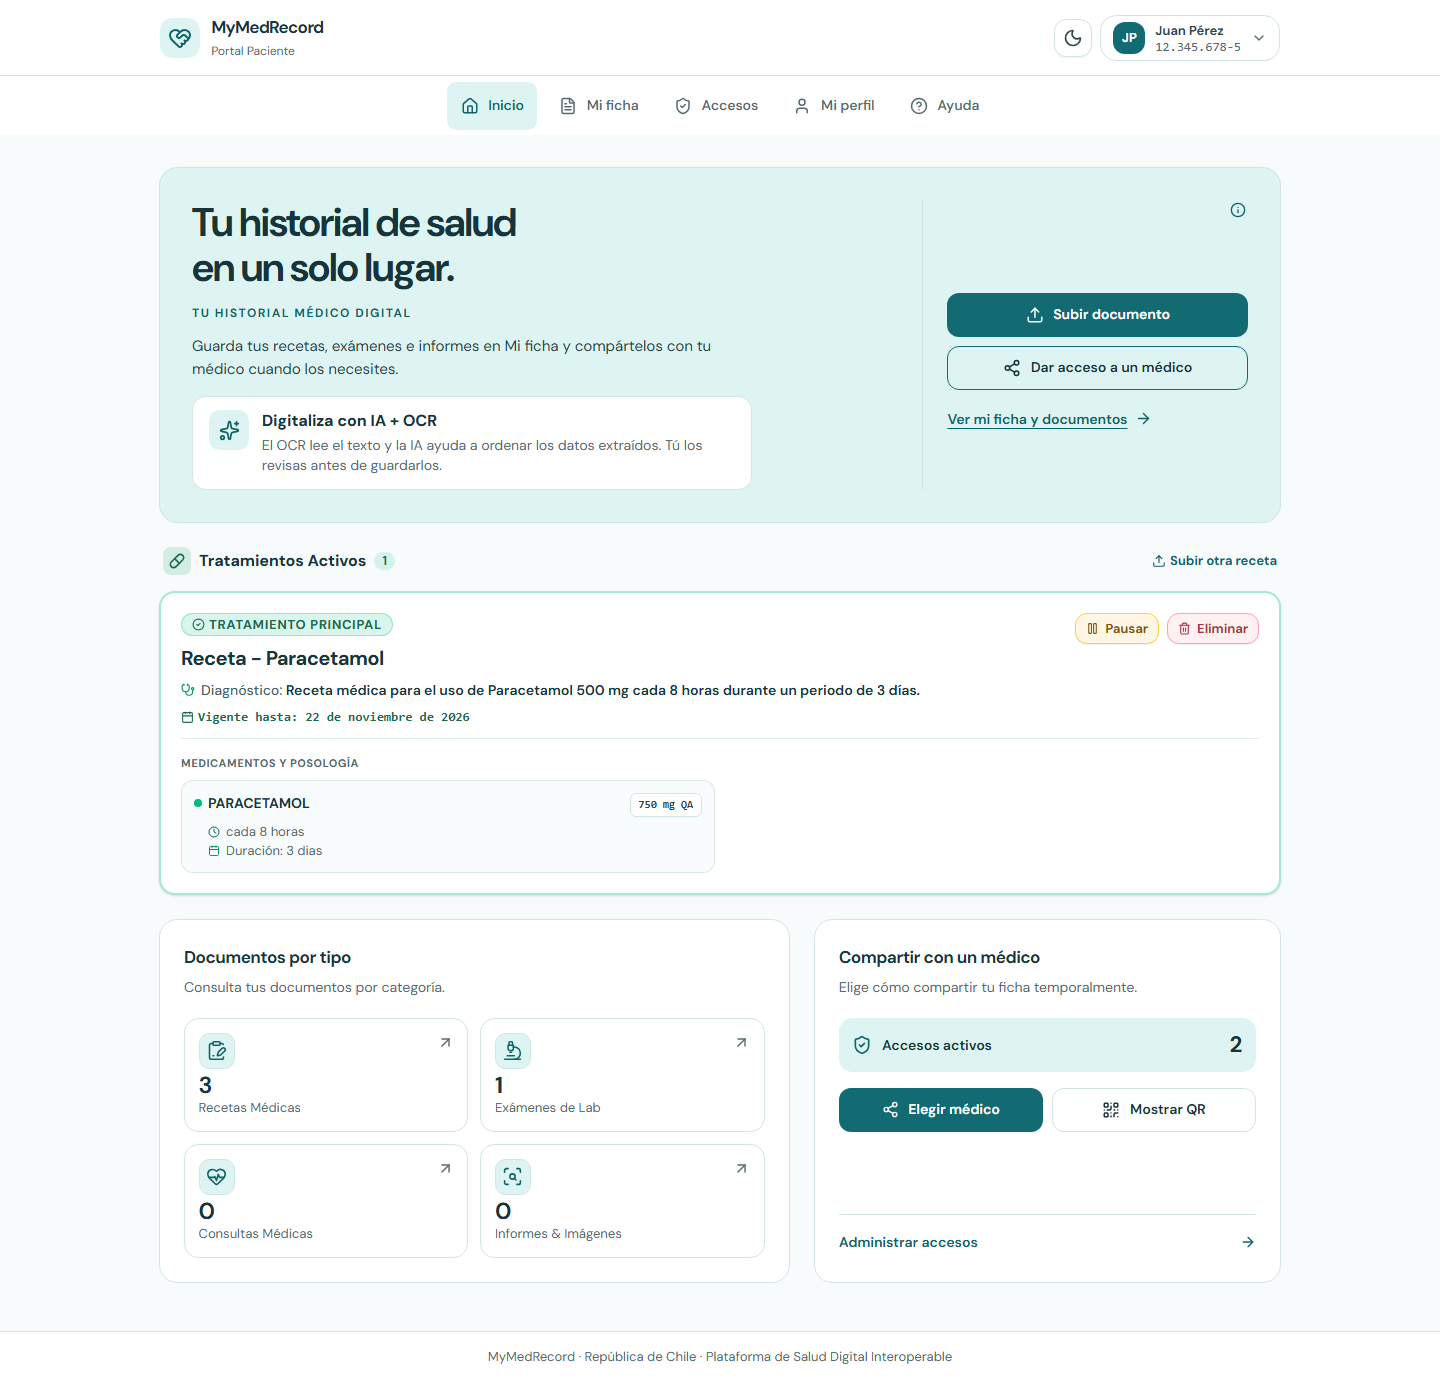 MyMedRecord
Portal Paciente
JP
Juan Pérez
12.345.678-5
Inicio
Mi ficha
Accesos
Mi perfil
Ayuda
Tu historial de salud
en un solo lugar.
TU HISTORIAL MÉDICO DIGITAL
Guarda tus recetas, exámenes e informes en Mi ficha y compártelos con tu
médico cuando los necesites.
Digitaliza con IA + OCR
El OCR lee el texto y la IA ayuda a ordenar los datos extraídos. Tú los
revisas antes de guardarlos.
Subir documento
Dar acceso a un médico
Ver mi ficha y documentos
Tratamientos Activos
1
Subir otra receta
TRATAMIENTO PRINCIPAL
Pausar
Eliminar
Receta - Paracetamol
Diagnóstico: Receta médica para el uso de Paracetamol 500 mg cada 8 horas durante un periodo de 3 días.
Vigente hasta: 22 de noviembre de 2026
MEDICAMENTOS Y POSOLOGÍA
PARACETAMOL
750 mg QA
cada 8 horas
Duración: 3 dias
Documentos por tipo
Consulta tus documentos por categoría.
3
Recetas Médicas
1
Exámenes de Lab
0
Consultas Médicas
0
Informes & Imágenes
Compartir con un médico
Elige cómo compartir tu ficha temporalmente.
Accesos activos
2
Elegir médico
Mostrar QR
Administrar accesos
MyMedRecord · República de Chile · Plataforma de Salud Digital Interoperable